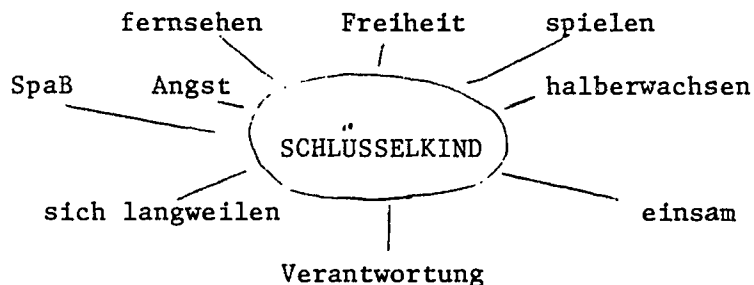 fernsehen Freiheit spielen
SpaB Angst halberwachsen
SCHLÜSSELKIND
sich langweilen einsam
Verantwortung